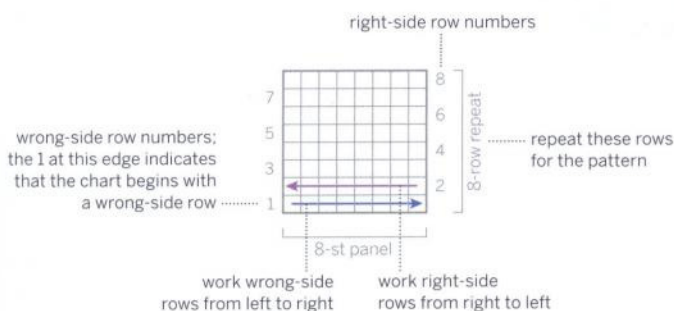 right-side row numbers
8
7
6
5
4
3
2
1
8-row repeat
wrong-side row numbers;
the 1 at this edge indicates
that the chart begins with
a wrong-side row
repeat these rows
for the pattern
8-st panel
work wrong-side
rows from left to right
work right-side
rows from right to left